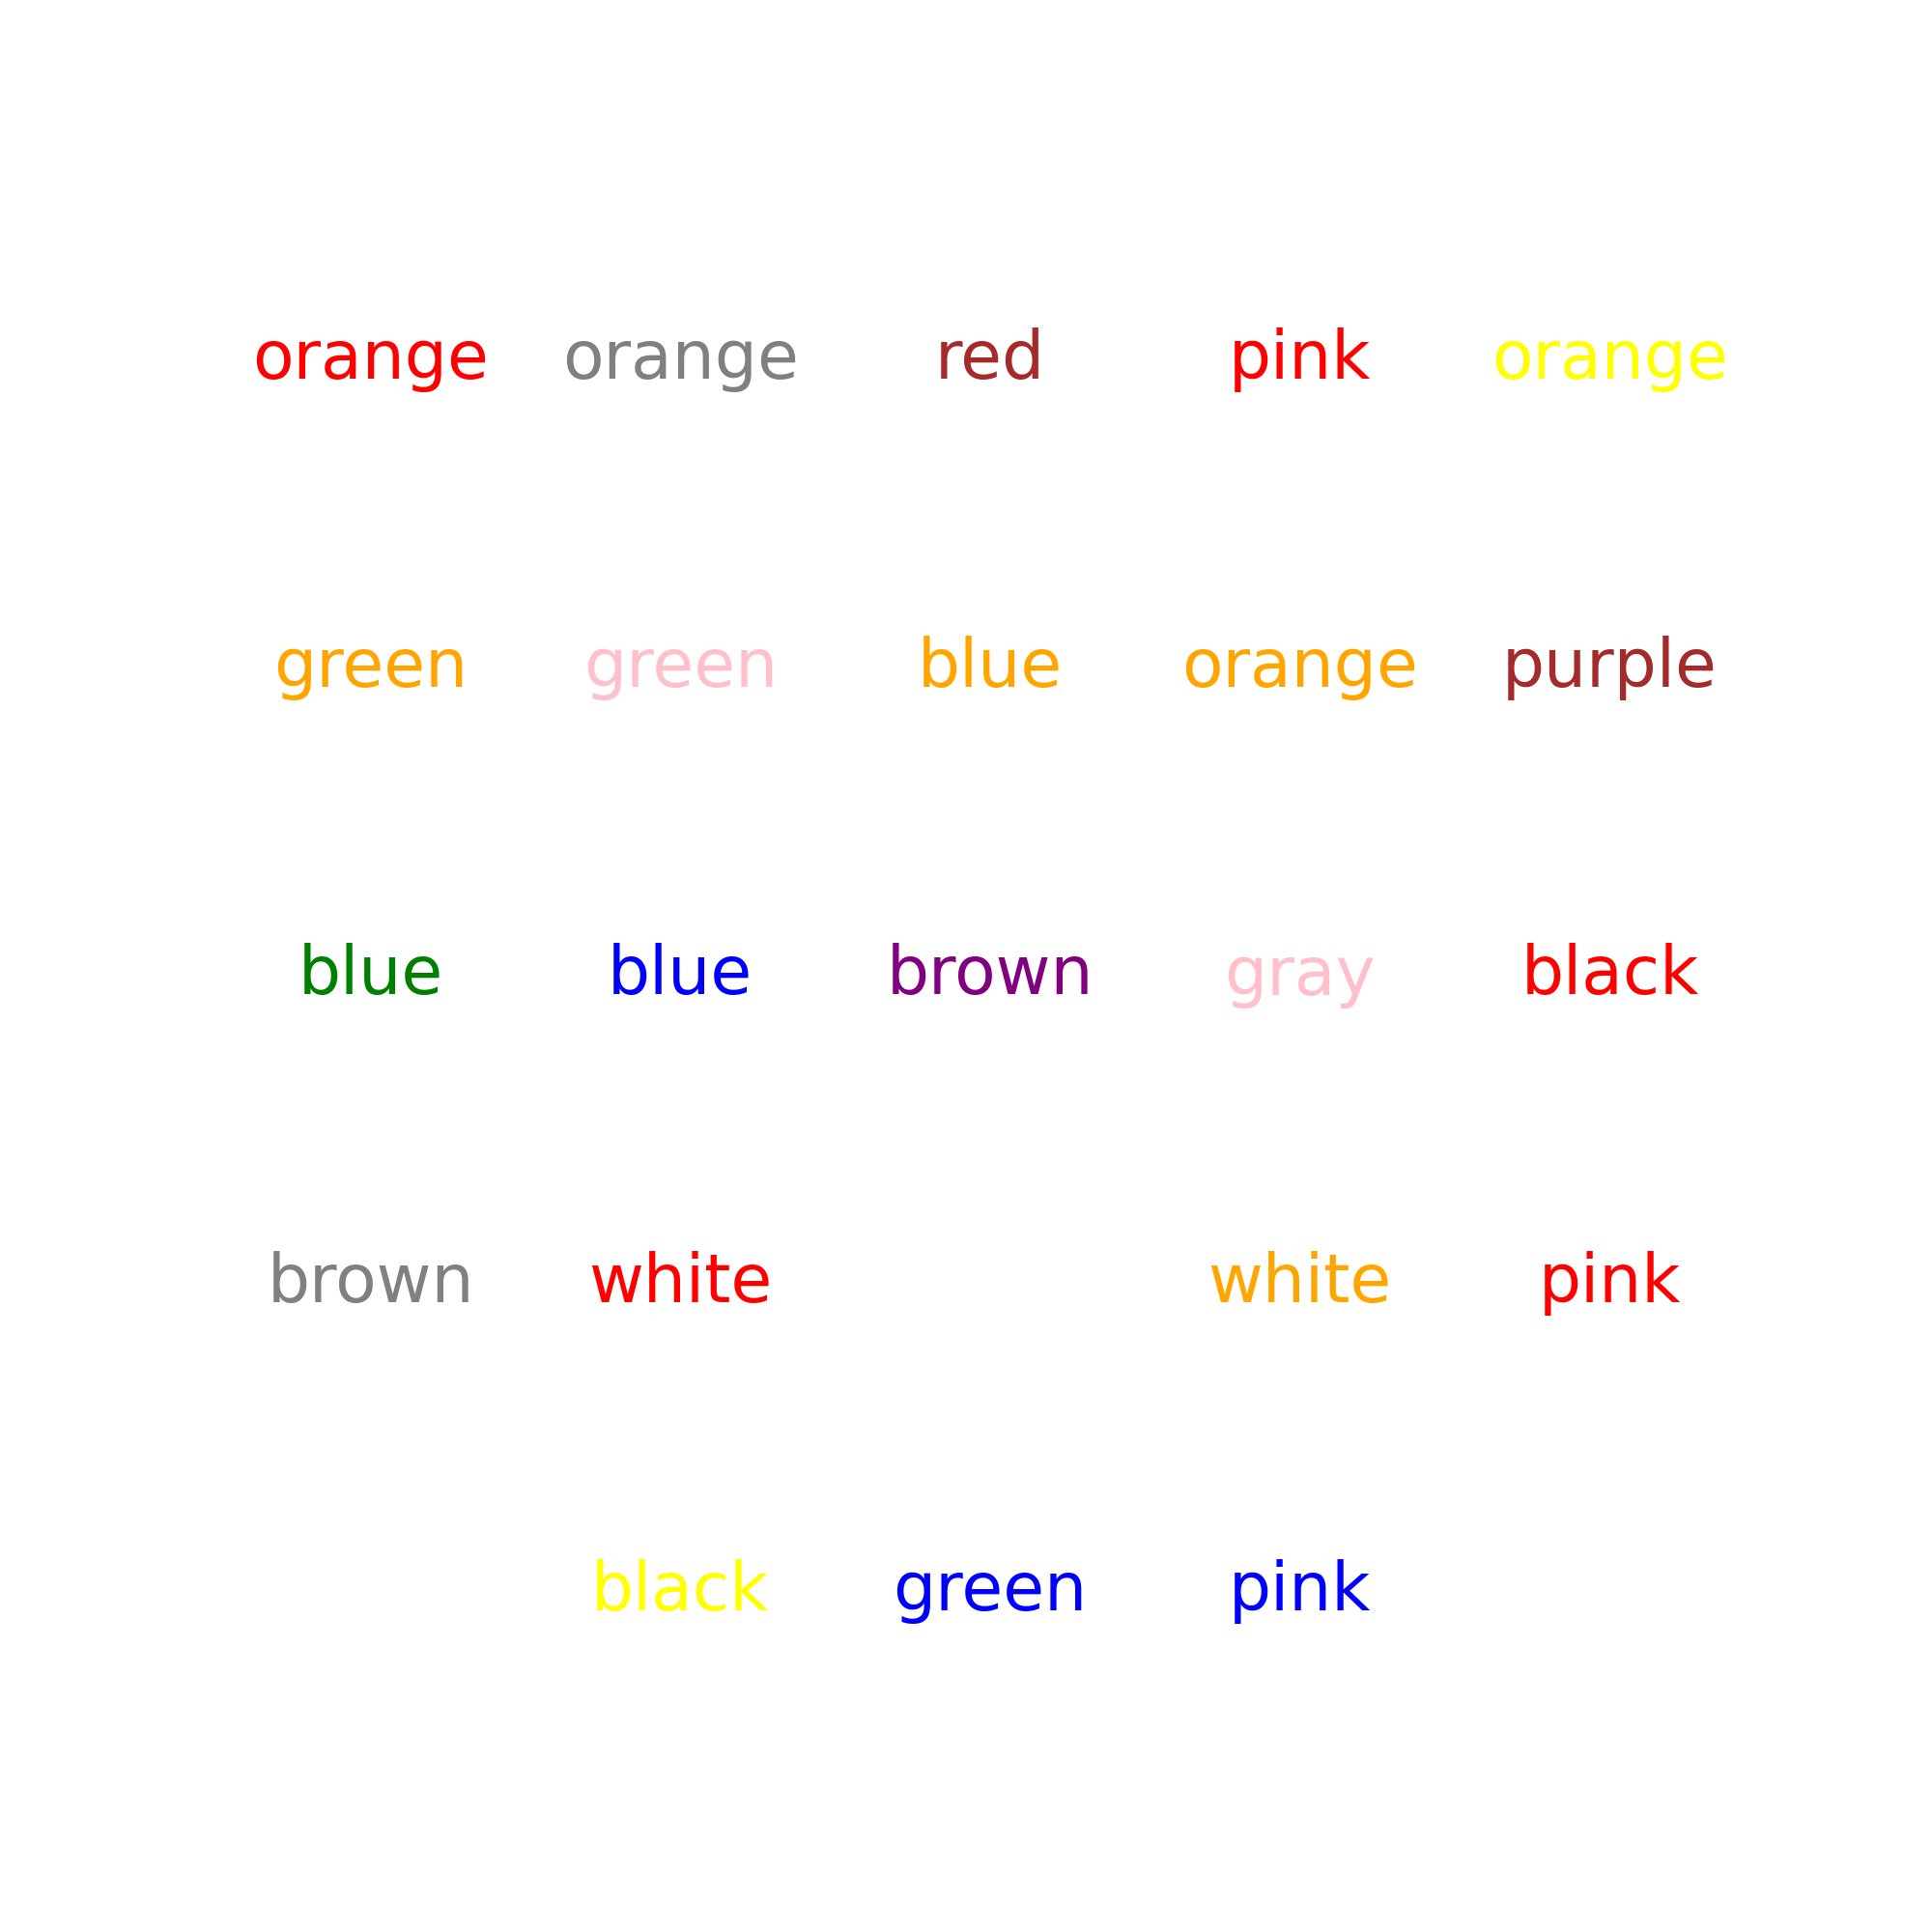 orange orange red pink orange
green green blue orange purple
blue blue brown gray black
brown white white pink
black green pink